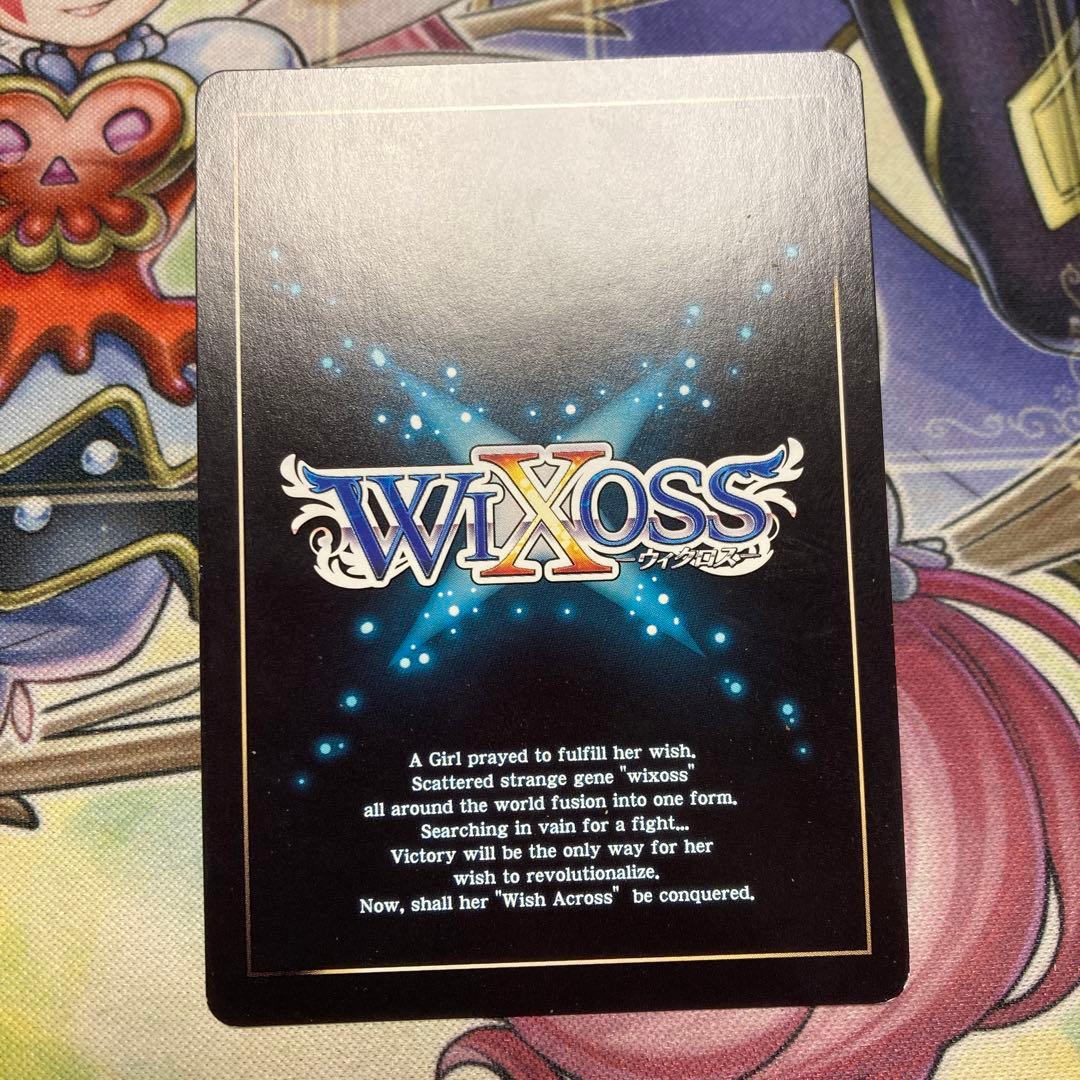 WIXOSS
ーウィクロスー
A Girl prayed to fulfill her wish.
Scattered strange gene "wixoss"
all around the world fusion into one form.
Searching in vain for a fight...
Victory will be the only way for her
wish to revolutionalize.
Now, shall her "Wish Across" be conquered.